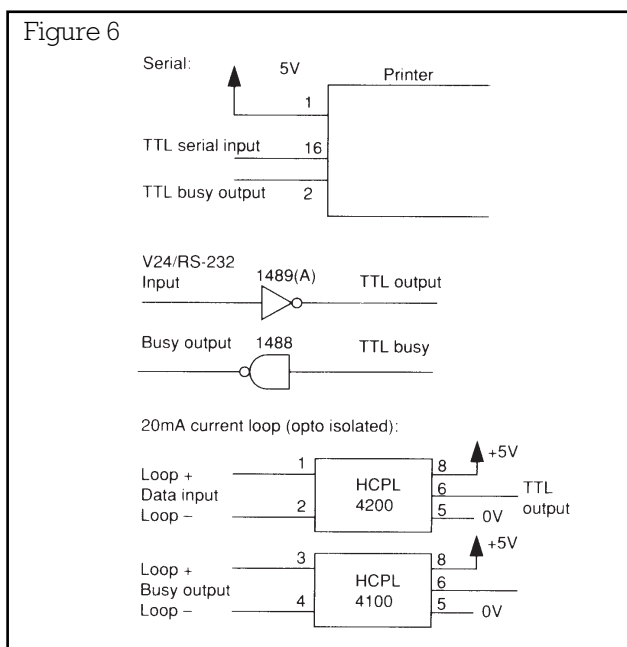 Figure 6
Serial:
5V
Printer
1
TTL serial input 16
TTL busy output 2
V24/RS-232
Input
1489(A)
TTL output
Busy output 1488 TTL busy
20mA current loop (opto isolated):
Loop + 1
Data input
Loop – 2
HCPL
4200
8 +5V
6 TTL
output
5 0V
Loop + 3
Busy output
Loop – 4
HCPL
4100
8 +5V
6
5 0V